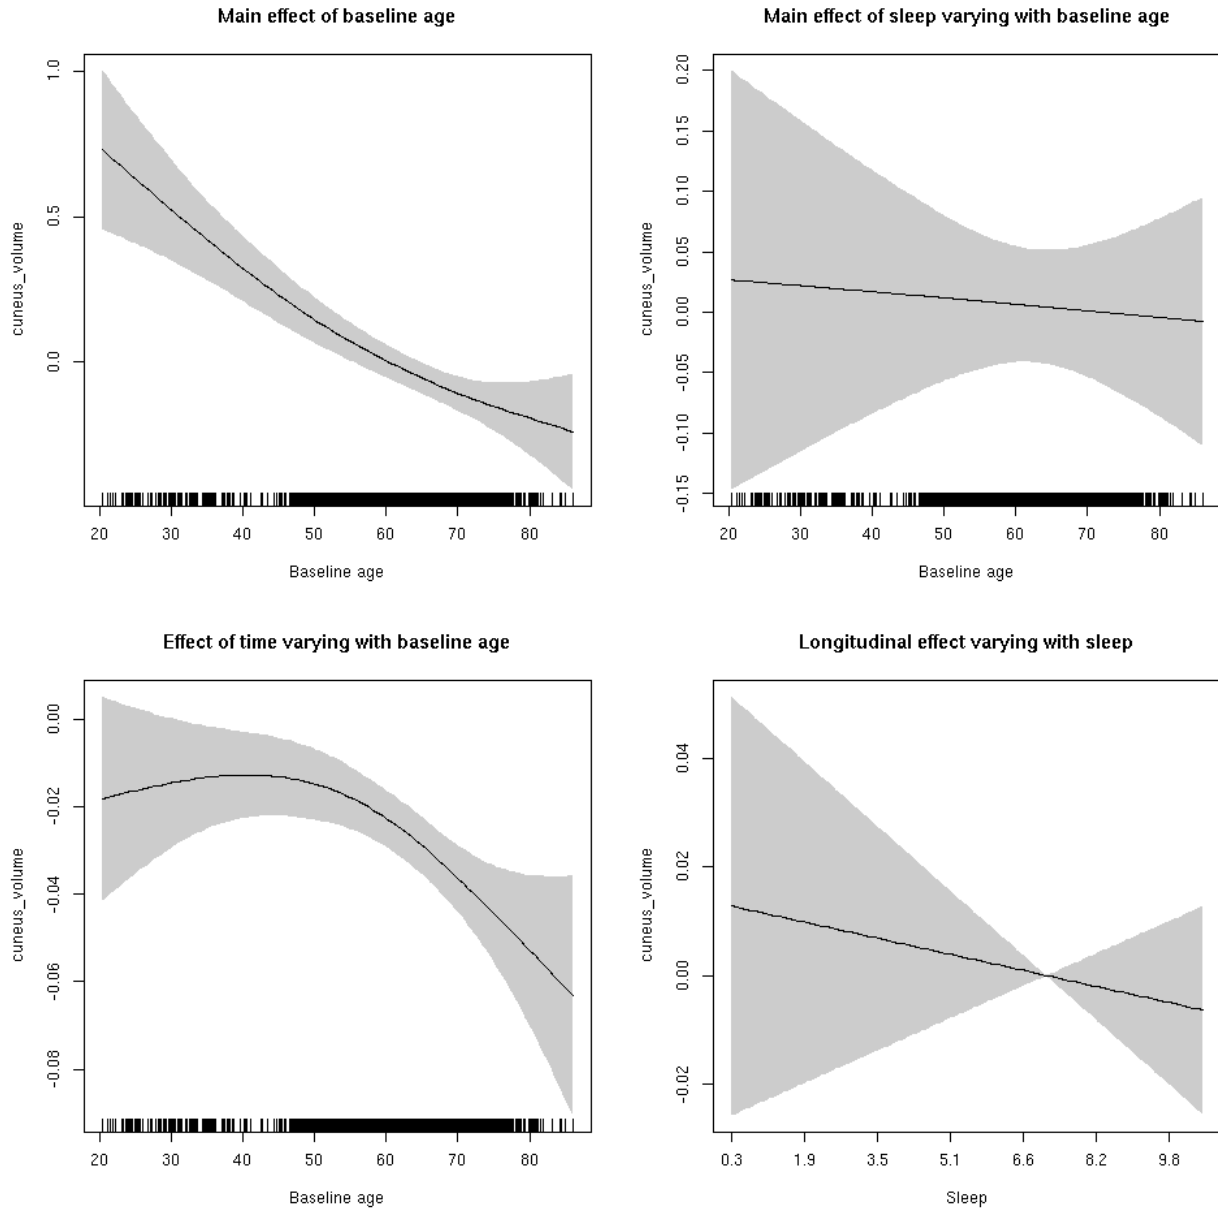 Main effect of baseline age
1.0
0.5
0.0
cuneus_volume
20 30 40 50 60 70 80
Baseline age
Main effect of sleep varying with baseline age
0.20
0.15
0.10
0.05
0.00
-0.05
-0.10
-0.15
cuneus_volume
20 30 40 50 60 70 80
Baseline age
Effect of time varying with baseline age
0.00
-0.02
-0.04
-0.06
-0.08
cuneus_volume
20 30 40 50 60 70 80
Baseline age
Longitudinal effect varying with sleep
0.04
0.02
0.00
-0.02
cuneus_volume
0.3 1.9 3.5 5.1 6.6 8.2 9.8
Sleep